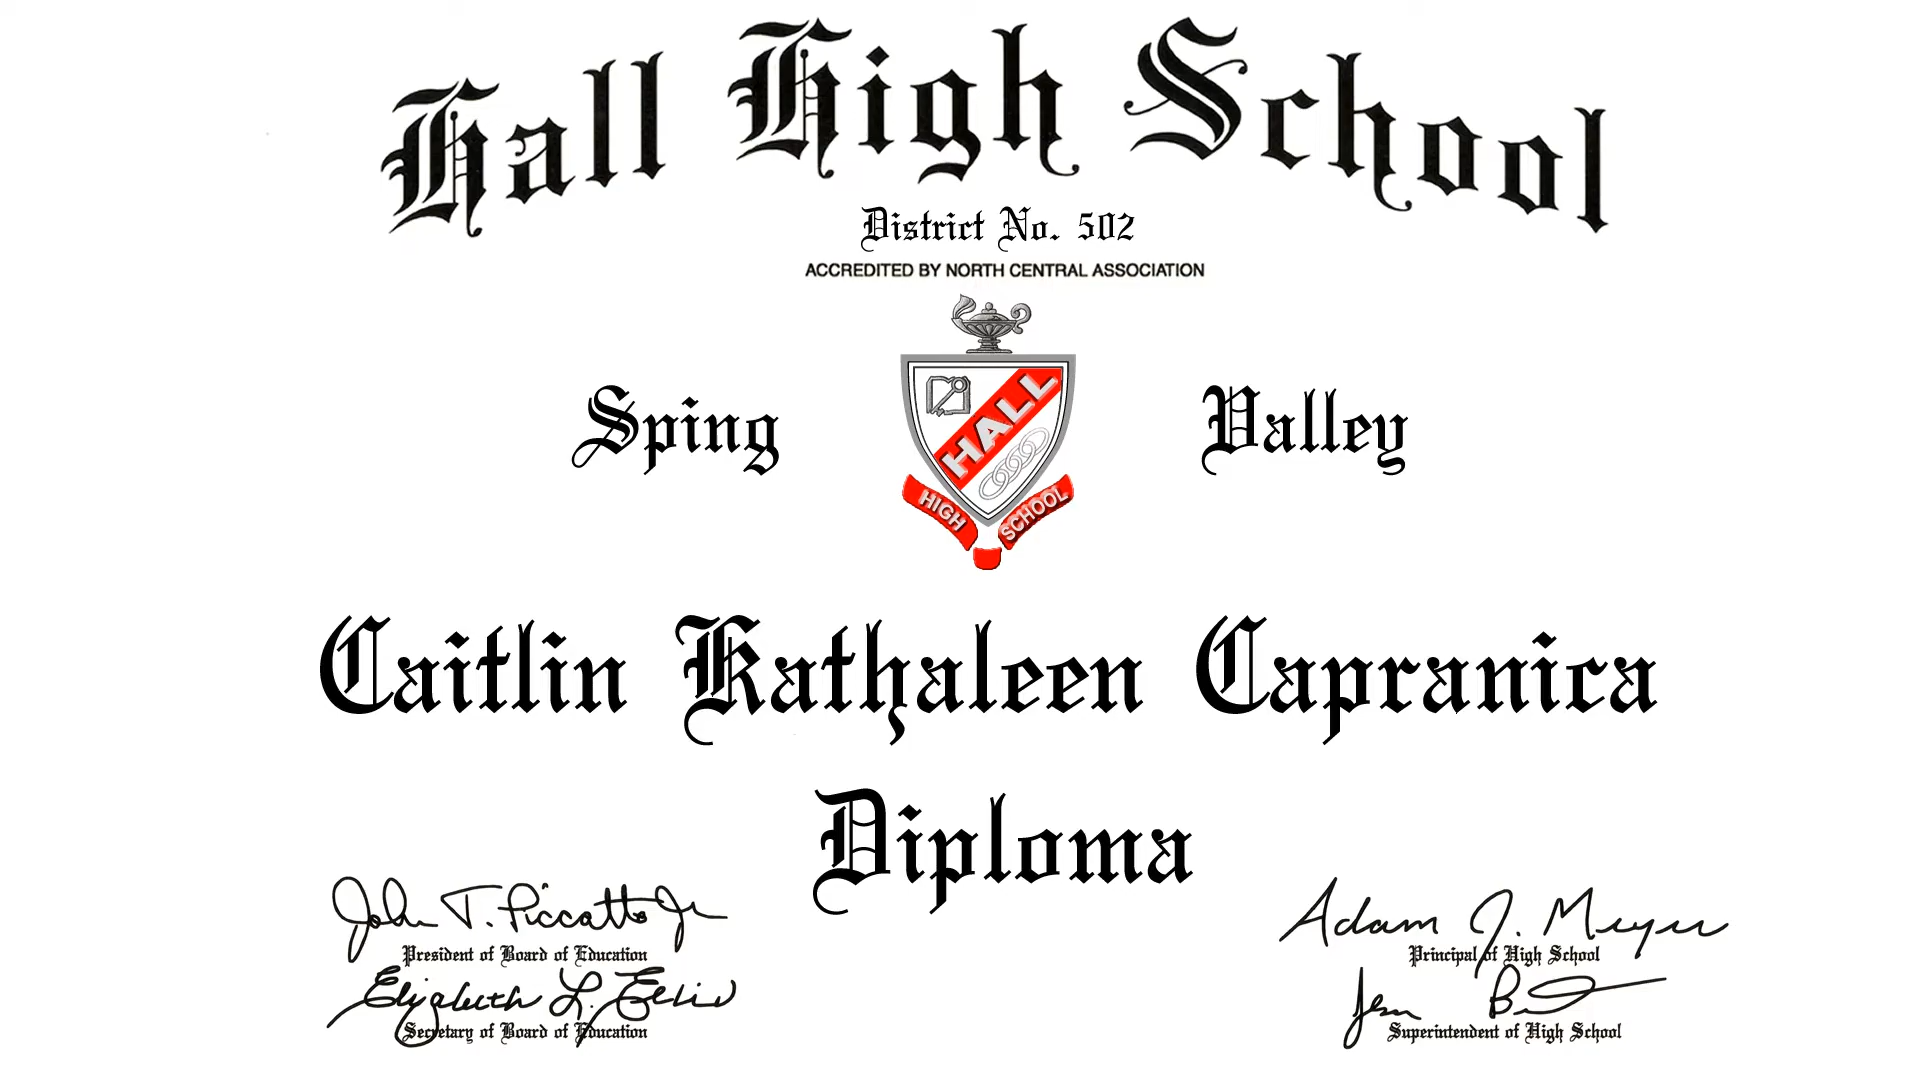 Hall High School
District No. 502
ACCREDITED BY NORTH CENTRAL ASSOCIATION
Sping Valley
HALL
HIGH SCHOOL
Caitlin Kathaleen Capranica
Diploma
John T. Piccatto Jr
President of Board of Education
Elizabeth L. Ellis
Secretary of Board of Education
Adam J. Meyer
Principal of High School
Superintendent of High School